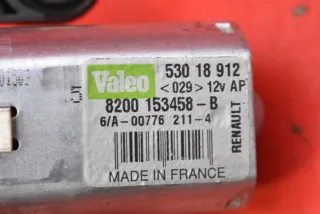 Valeo 530 18 912
<029> 12v AP
8200 153458-B
6/A-00776 211-4
RENAULT
MADE IN FRANCE